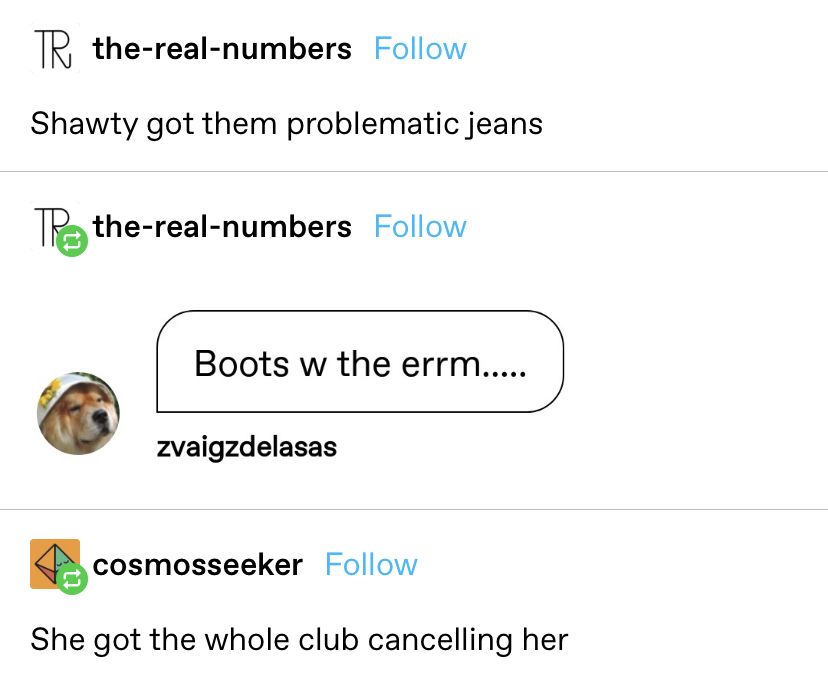 TR the-real-numbers Follow
Shawty got them problematic jeans
TR the-real-numbers Follow
Boots w the errm.....
zvaigzdelasas
cosmosseeker Follow
She got the whole club cancelling her